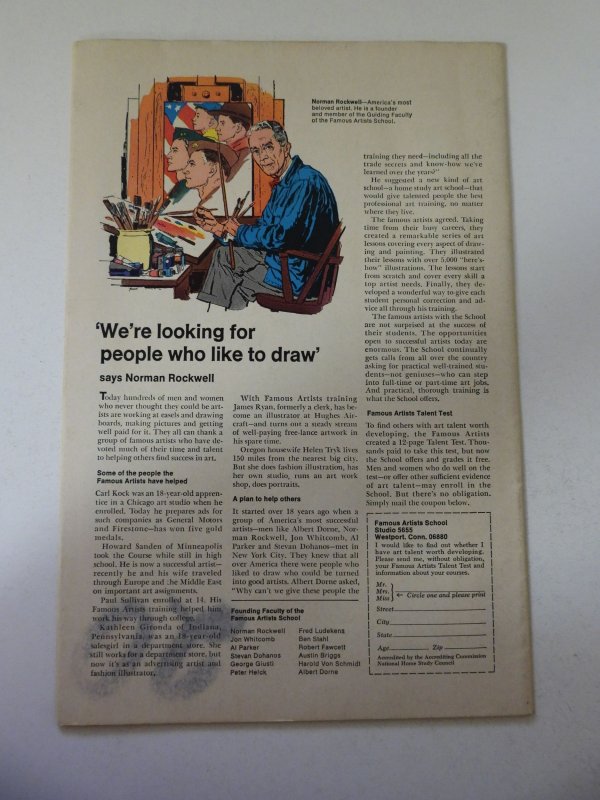 Norman Rockwell—America's most
beloved artist. He is a founder
and member of the Guiding Faculty
of the Famous Artists School.
'We're looking for
people who like to draw'
says Norman Rockwell
Today hundreds of men and women
who never thought they could be art-
ists are working at easels and drawing
boards, making pictures and getting
well paid for it. They all can thank a
group of famous artists who have de-
voted much of their time and talent
to helping others find success in art.
Some of the people the
Famous Artists have helped
Carl Kock was an 18-year-old appren-
tice in a Chicago art studio when he
enrolled. Today he prepares ads for
such companies as General Motors
and Firestone—has won five gold
medals.
Howard Sanden of Minneapolis
took the Course while still in high
school. He is now a successful artist—
recently he and his wife traveled
through Europe and the Middle East
on important art assignments.
Paul Sullivan enrolled at 14. His
Famous Artists training helped him
work his way through college.
Kathleen Gironda of Indiana,
Pennsylvania, was an 18-year-old
salesgirl in a department store. She
still works for a department store, but
now it's as an advertising artist and
fashion illustrator.
With Famous Artists training
James Ryan, formerly a clerk, has be-
come an illustrator at Hughes Air-
craft—and turns out a steady stream
of well-paying free-lance artwork in
his spare time.
Oregon housewife Helen Tryk lives
150 miles from the nearest big city.
But she does fashion illustration, has
her own studio, runs an art work
shop, does portraits.
A plan to help others
It started over 18 years ago when a
group of America's most successful
artists—men like Albert Dorne, Nor-
man Rockwell, Jon Whitcomb, Al
Parker and Stevan Dohanos—met in
New York City. They knew that all
over America there were people who
liked to draw who could be turned
into good artists. Albert Dorne asked,
"Why can't we give these people the
training they need—including all the
trade secrets and know-how we've
learned over the years?"
He suggested a new kind of art
school—a home study art school—that
would give talented people the best
professional art training, no matter
where they live.
The famous artists agreed. Taking
time from their busy careers, they
created a remarkable series of art
lessons covering every aspect of draw-
ing and painting. They illustrated
their lessons with over 5,000 "here's-
how" illustrations. The lessons start
from scratch and cover every skill a
top artist needs. Finally, they de-
veloped a wonderful way to give each
student personal correction and ad-
vice all through his training.
The famous artists with the School
are not surprised at the success of
their students. The opportunities
open to successful artists today are
enormous. The School continually
gets calls from all over the country
asking for practical well-trained stu-
dents—not geniuses—who can step
into full-time or part-time art jobs.
And practical, thorough training is
what the School offers.
Famous Artists Talent Test
To find others with art talent worth
developing, the Famous Artists
created a 12-page Talent Test. Thou-
sands paid to take this test, but now
the School offers and grades it free.
Men and women who do well on the
test—or offer other sufficient evidence
of art talent—may enroll in the
School. But there's no obligation.
Simply mail the coupon below.
Founding Faculty of the
Famous Artists School
Norman Rockwell
Jon Whitcomb
Al Parker
Stevan Dohanos
George Giusti
Peter Helck
Fred Ludekens
Ben Stahl
Robert Fawcett
Austin Briggs
Harold Von Schmidt
Albert Dorne
Famous Artists School
Studio 5655
Westport, Conn. 06880
I would like to find out whether I
have art talent worth developing.
Please send me, without obligation,
your Famous Artists Talent Test and
information about your courses.
Mr.
Mrs.
Miss
Circle one and please print
Street
City
State
Age Zip
Accredited by the Accrediting Commission
National Home Study Council